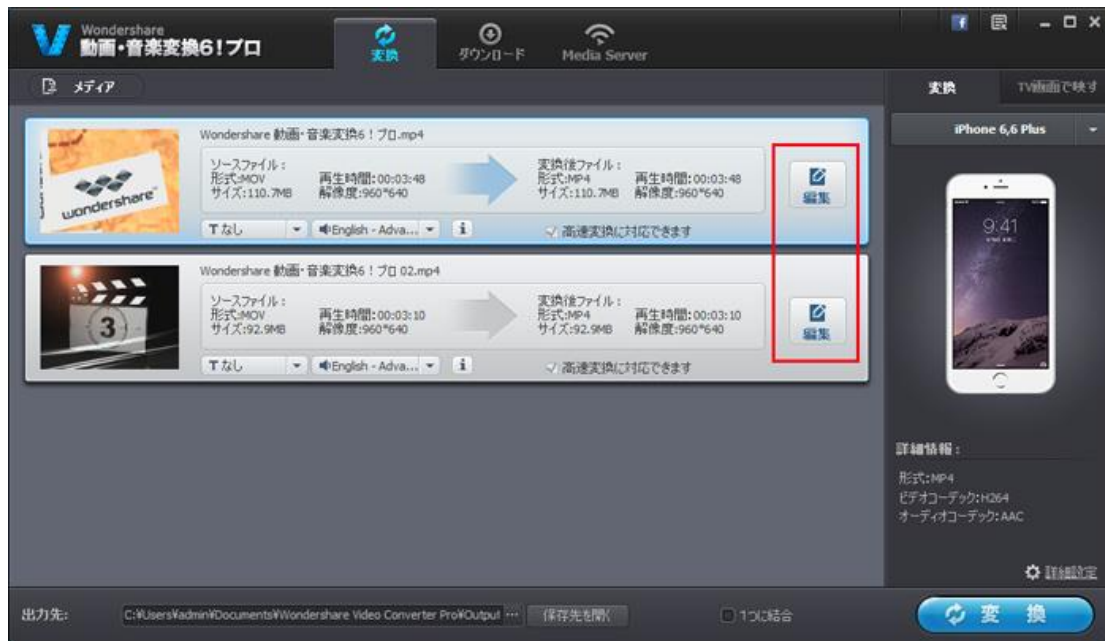 Wondershare
動画・音楽変換6!プロ
変換
ダウンロード
Media Server
メディア
変換
TV画面で映す
iPhone 6,6 Plus
Wondershare 動画・音楽変換6！プロ.mp4
ソースファイル：
形式:MOV 再生時間:00:03:48
サイズ:110.7MB 解像度:960*640
変換後ファイル：
形式:MP4 再生時間:00:03:48
サイズ:110.7MB 解像度:960*640
編集
T なし
English - Adva...
高速変換に対応できます
wondershare
Wondershare 動画・音楽変換6！プロ 02.mp4
ソースファイル：
形式:MOV 再生時間:00:03:10
サイズ:92.9MB 解像度:960*640
変換後ファイル：
形式:MP4 再生時間:00:03:10
サイズ:92.9MB 解像度:960*640
編集
T なし
English - Adva...
高速変換に対応できます
3
9:41
詳細情報：
形式:MP4
ビデオコーデック:H264
オーディオコーデック:AAC
詳細設定
出力先:
C:¥Users¥admin¥Documents¥Wondershare Video Converter Pro¥Output ...
保存先を開く
1つに結合
変 換